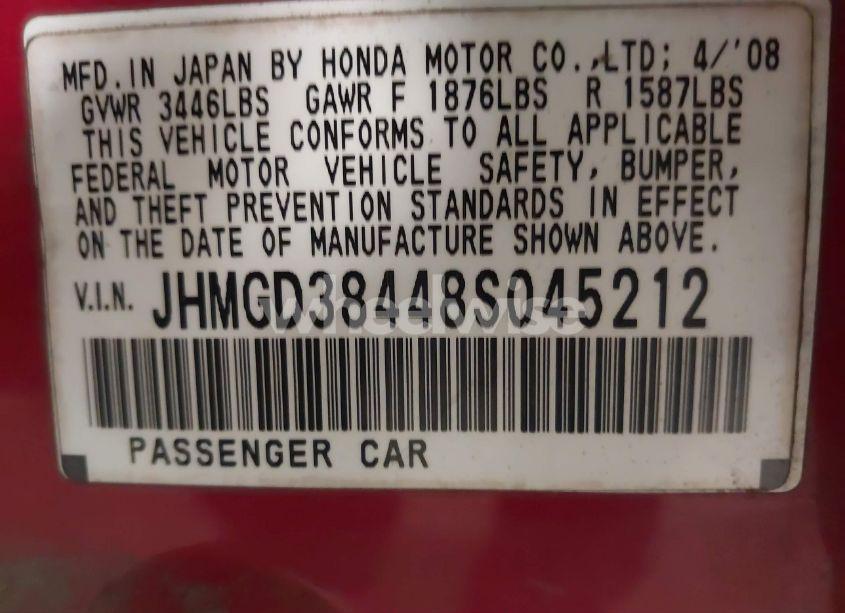 MFD. IN JAPAN BY HONDA MOTOR CO.,LTD; 4/'08
GVWR 3446LBS GAWR F 1876LBS R 1587LBS
THIS VEHICLE CONFORMS TO ALL APPLICABLE
FEDERAL MOTOR VEHICLE SAFETY, BUMPER,
AND THEFT PREVENTION STANDARDS IN EFFECT
ON THE DATE OF MANUFACTURE SHOWN ABOVE.
V.I.N. JHMGD38448S045212
wheelwise
PASSENGER CAR